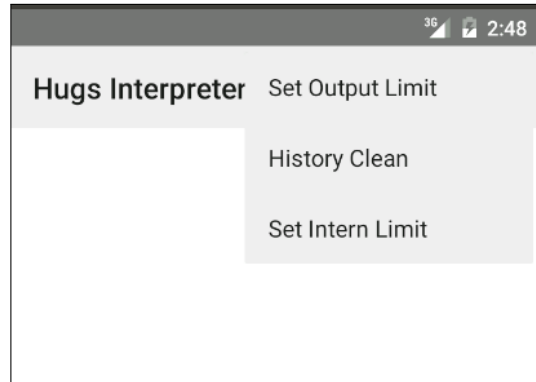 3G 2:48
Hugs Interpreter
Set Output Limit
History Clean
Set Intern Limit